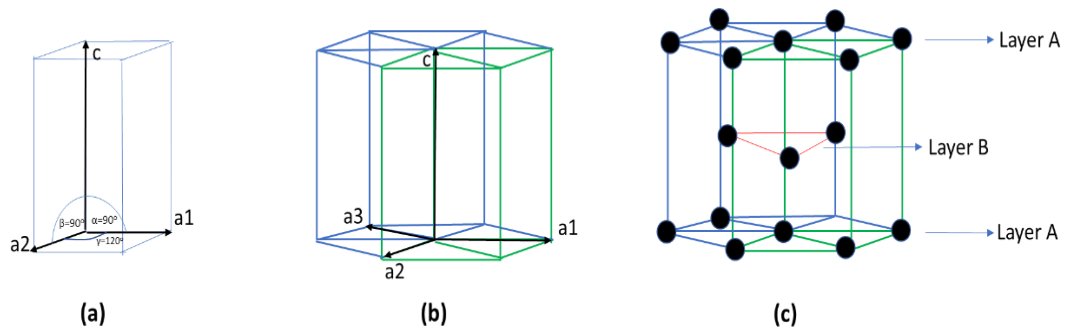 c
β=90° α=90°
γ=120°
a1
a2
(a)
c
a3
a1
a2
(b)
Layer A
Layer B
Layer A
(c)